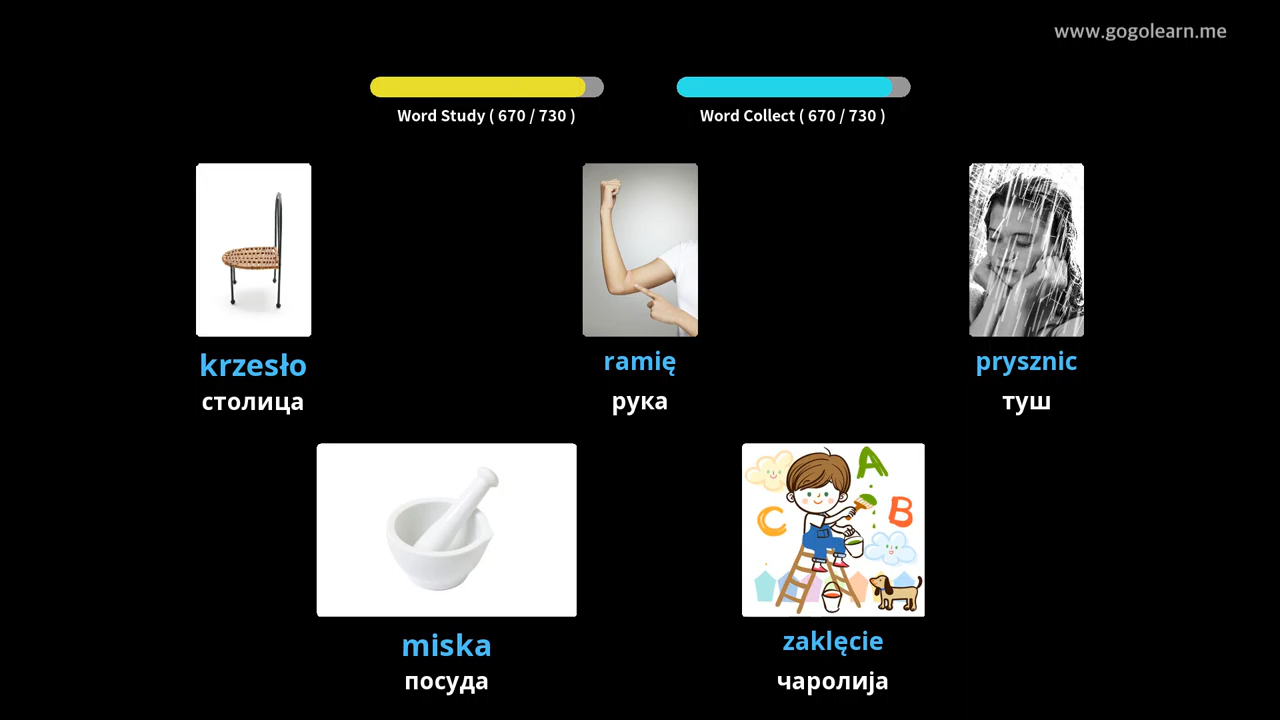 www.gogolearn.me
Word Study ( 670 / 730 )
Word Collect ( 670 / 730 )
krzesło
столица
ramię
рука
prysznic
туш
miska
посуда
A
B
C
zaklęcie
чаролија